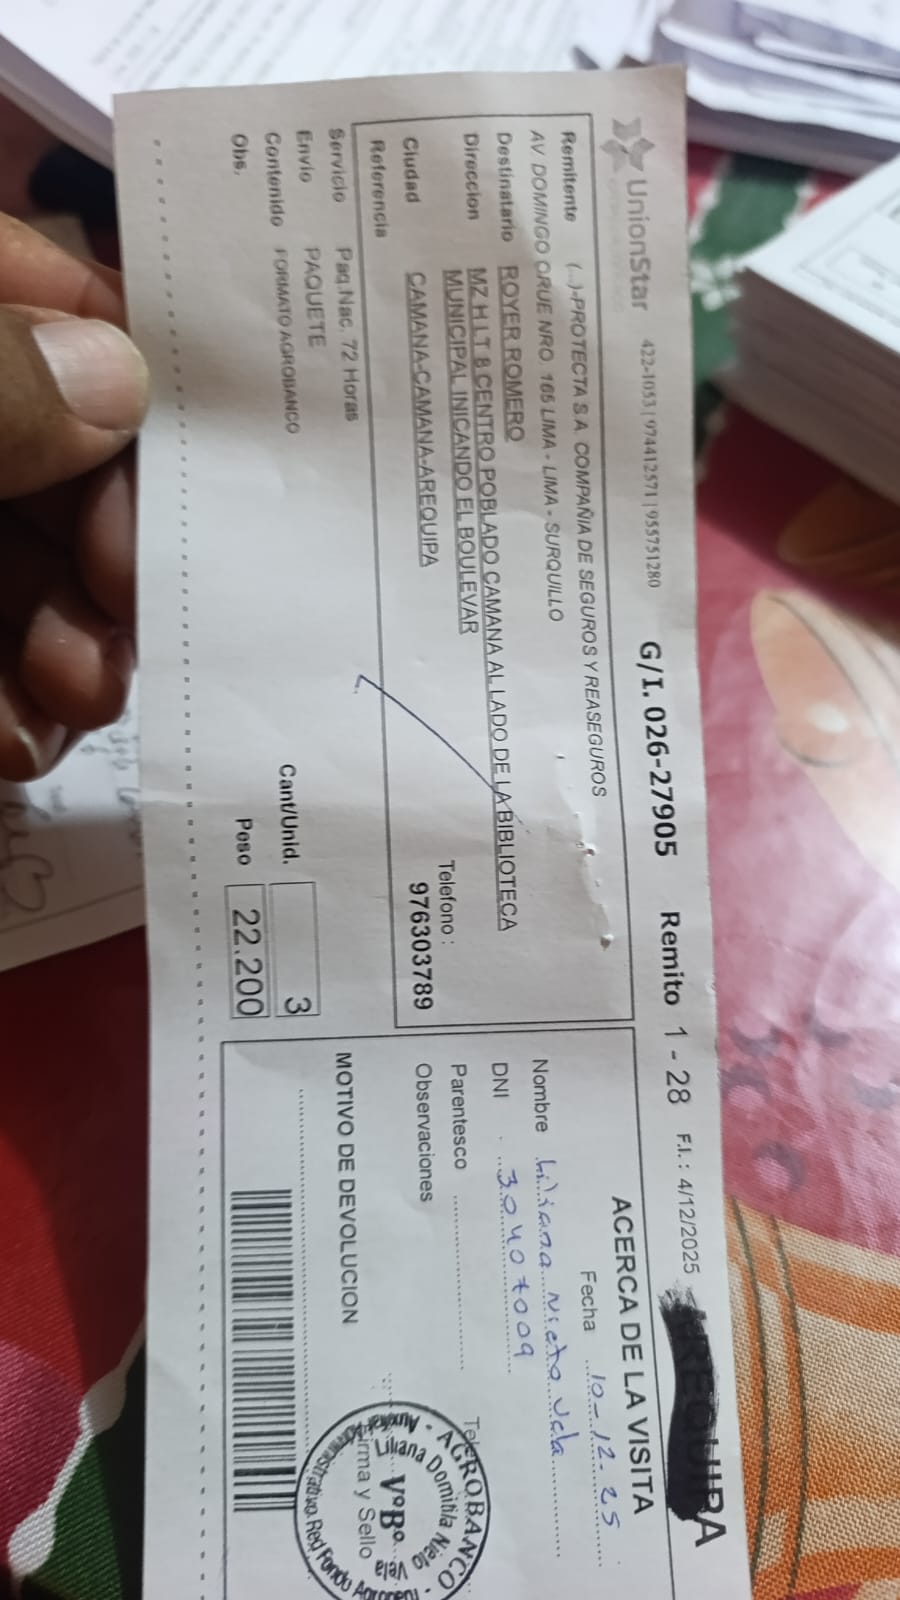 UnionStar 422-1053 | 974412571 | 955751280 G/I. 026-27905 Remito 1 - 28 F.I. : 4/12/2025 AREQUIPA
Remitente (...)-PROTECTA S.A. COMPAÑIA DE SEGUROS Y REASEGUROS
AV DOMINGO ORUE NRO. 165 LIMA - LIMA - SURQUILLO
Destinatario ROYER ROMERO
Direccion MZ H LT 8 CENTRO POBLADO CAMANA AL LADO DE LA BIBLIOTECA
MUNICIPAL INICANDO EL BOULEVAR
Telefono :
Ciudad CAMANA-CAMANA-AREQUIPA 976303789
Referencia
Servicio Paq.Nac. 72 Horas
Envio PAQUETE
Contenido FORMATO AGROBANCO
Obs.
Cant/Unid. 3
Peso 22.200
ACERCA DE LA VISITA
Fecha 10-12-25
Nombre Liliana Nieto Vela
DNI 30407009
Parentesco
Observaciones
MOTIVO DE DEVOLUCION
AGROBANCO
Liliana Domitila Nieto Vela
V°B°
Firma y Sello